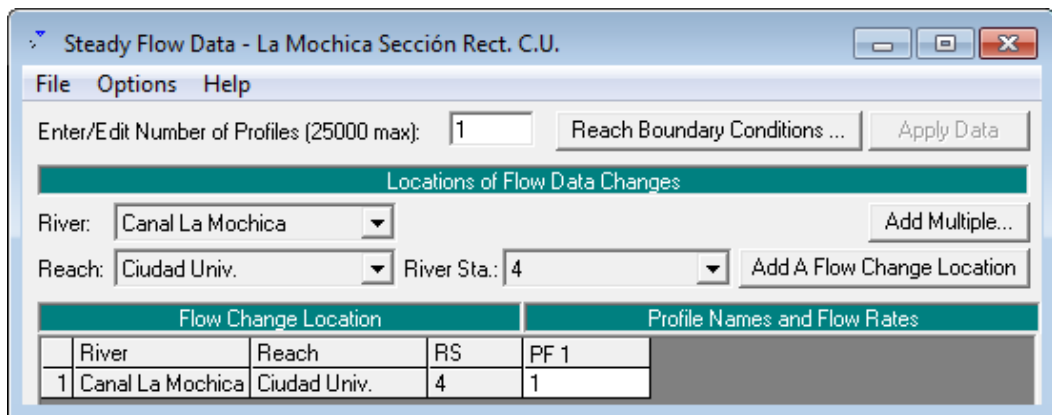 Steady Flow Data - La Mochica Sección Rect. C.U.
File Options Help
Enter/Edit Number of Profiles (25000 max): 1 Reach Boundary Conditions ... Apply Data
Locations of Flow Data Changes
River: Canal La Mochica Add Multiple...
Reach: Ciudad Univ. River Sta.: 4 Add A Flow Change Location
Flow Change Location Profile Names and Flow Rates
River Reach RS PF 1
1 Canal La Mochica Ciudad Univ. 4 1